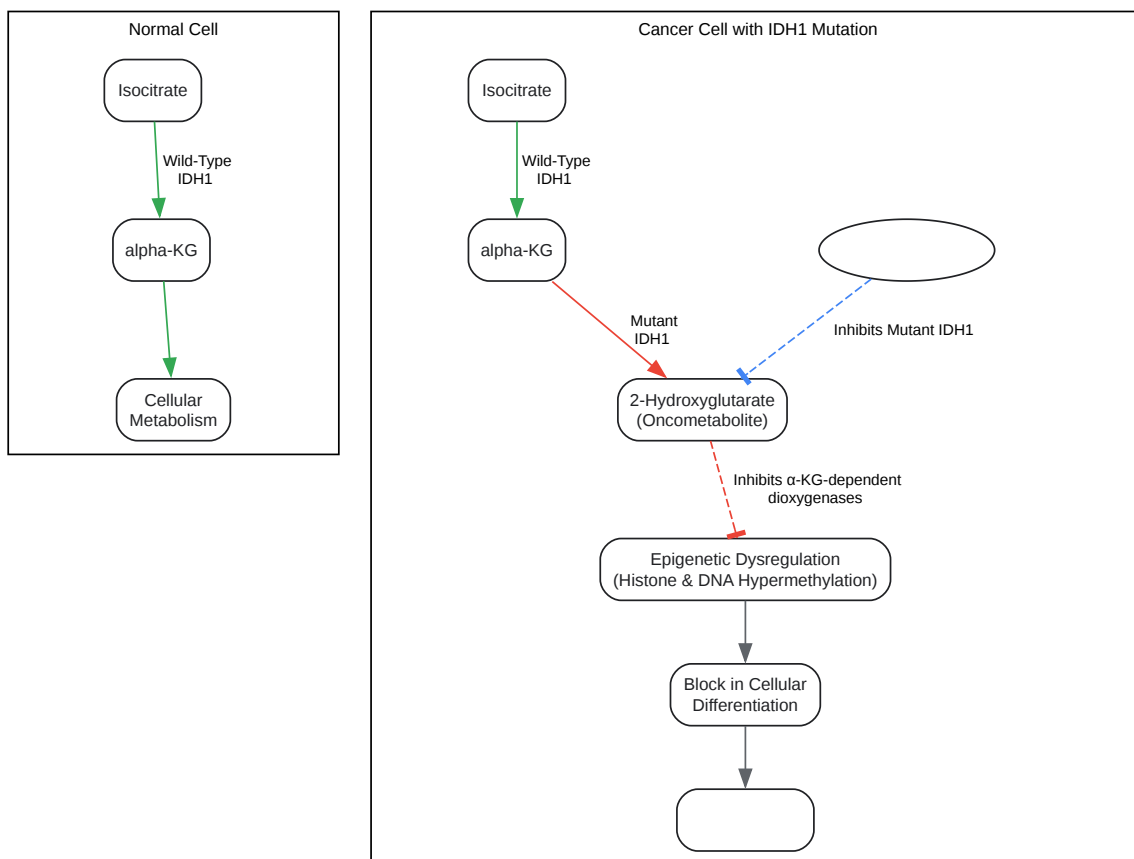 Normal Cell
Isocitrate
Wild-Type
IDH1
alpha-KG
Cellular
Metabolism
Cancer Cell with IDH1 Mutation
Isocitrate
Wild-Type
IDH1
alpha-KG
Mutant
IDH1
Inhibits Mutant IDH1
2-Hydroxyglutarate
(Oncometabolite)
Inhibits α-KG-dependent
dioxygenases
Epigenetic Dysregulation
(Histone & DNA Hypermethylation)
Block in Cellular
Differentiation